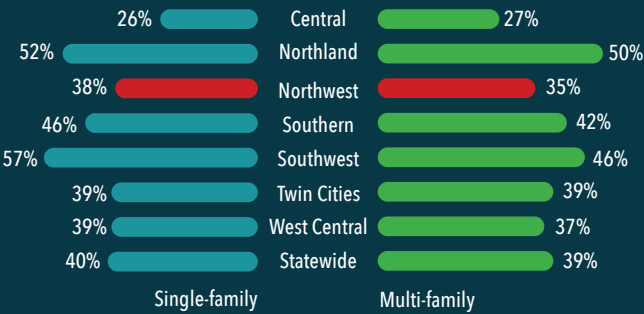 26% Central 27%
52% Northland 50%
38% Northwest 35%
46% Southern 42%
57% Southwest 46%
39% Twin Cities 39%
39% West Central 37%
40% Statewide 39%
Single-family Multi-family